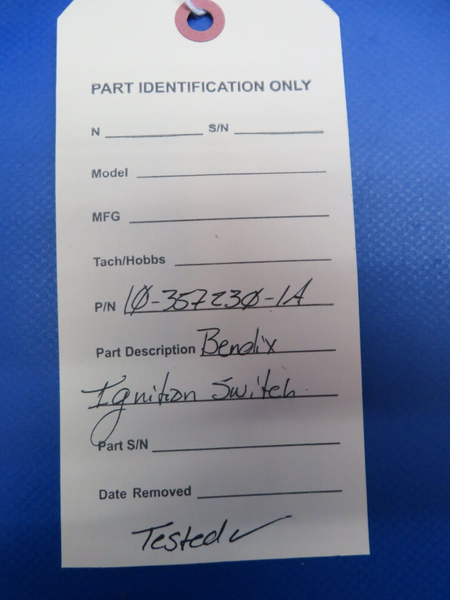 PART IDENTIFICATION ONLY
N S/N
Model
MFG
Tach/Hobbs
P/N 10-357230-1A
Part Description Bendix
Ignition Switch
Part S/N
Date Removed
Tested ✓